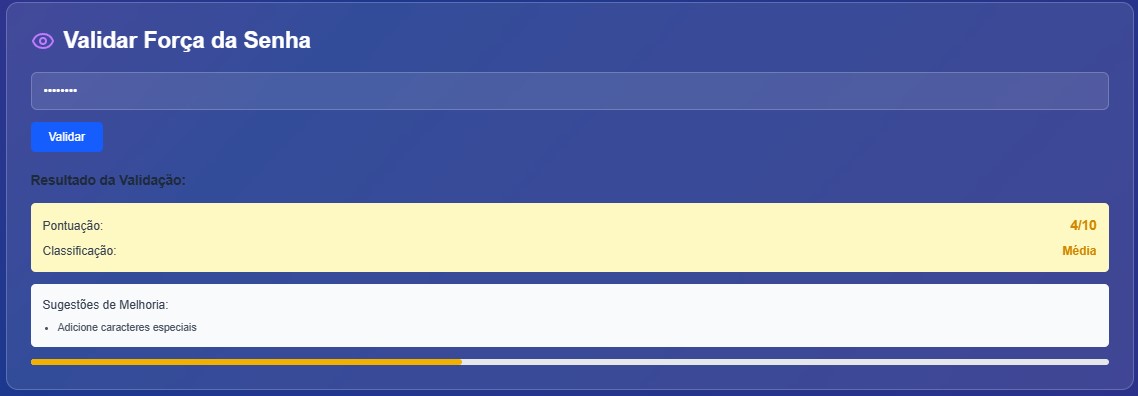 Validar Força da Senha
••••••••
Validar
Resultado da Validação:
Pontuação: 4/10
Classificação: Média
Sugestões de Melhoria:
• Adicione caracteres especiais